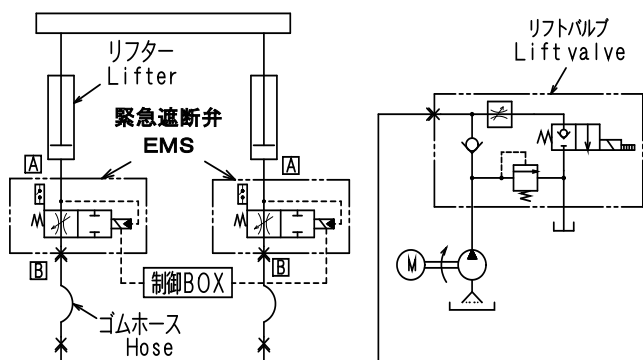 リフター
Lifter
緊急遮断弁
EMS
A
A
B
B
制御BOX
ゴムホース
Hose
リフトバルブ
Lift valve
M